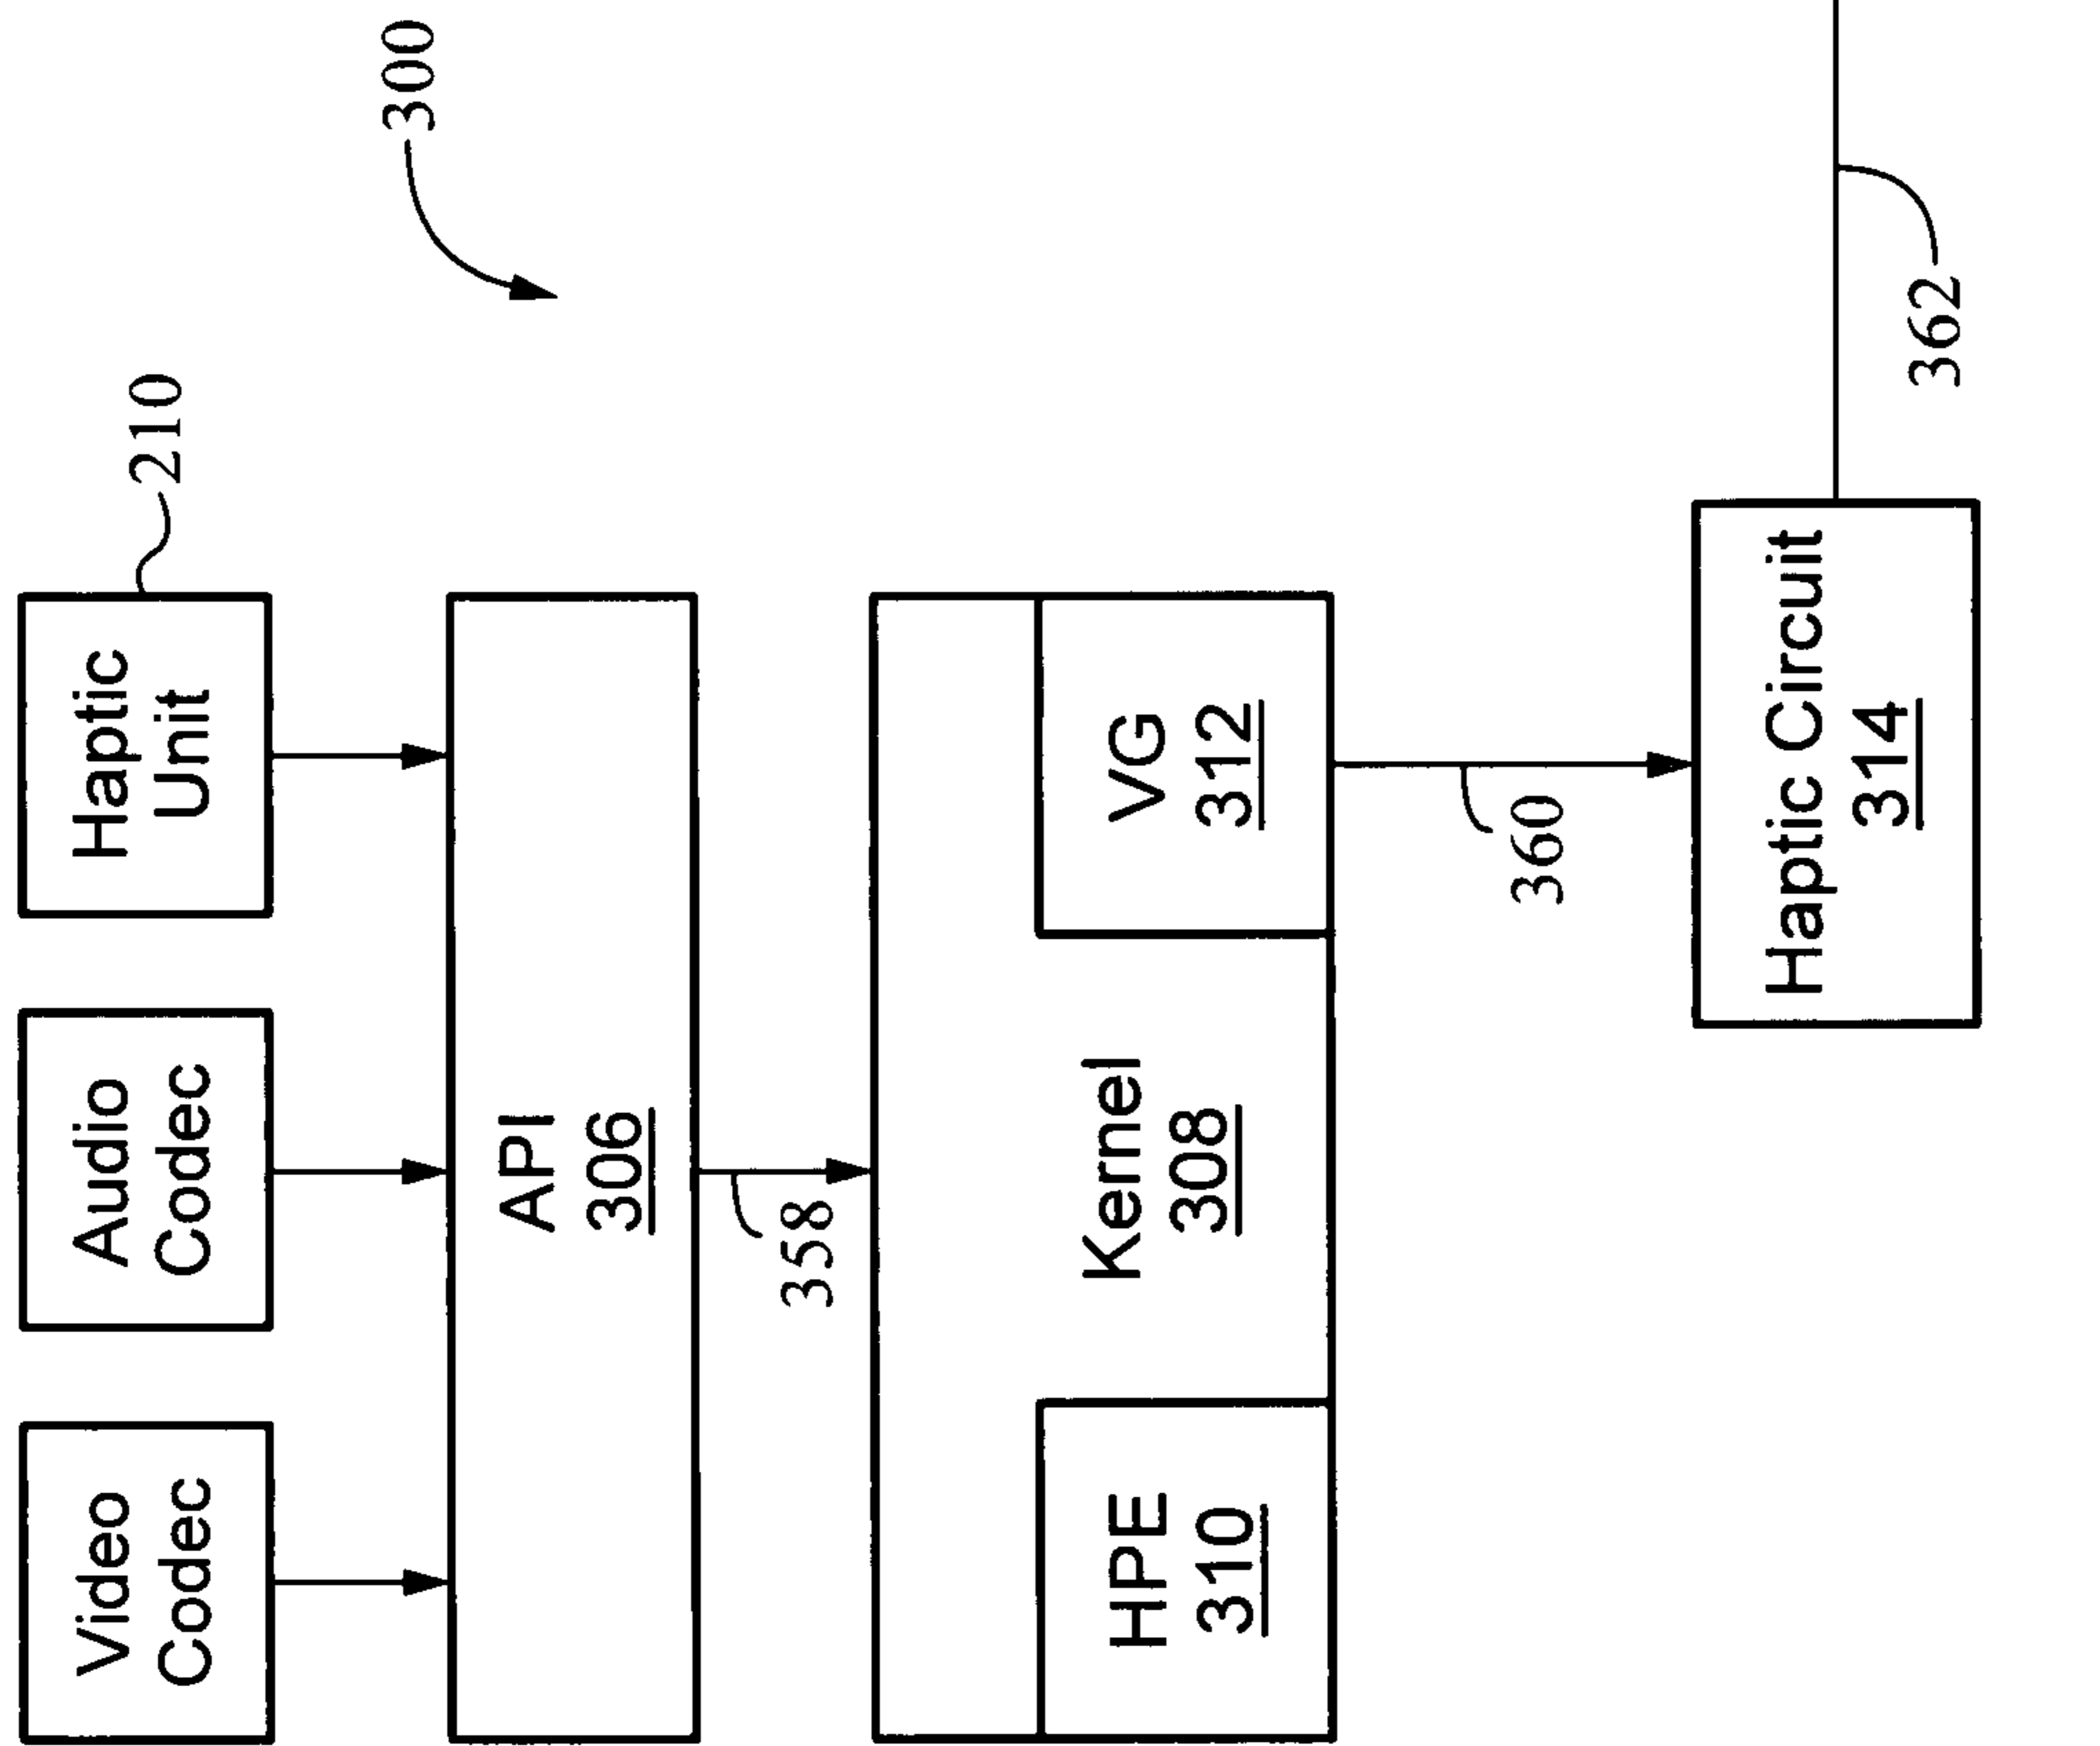 300
210
Video
Codec
Audio
Codec
Haptic
Unit
API
306
358
Kernel
308
HPE
310
VG
312
360
Haptic Circuit
314
362